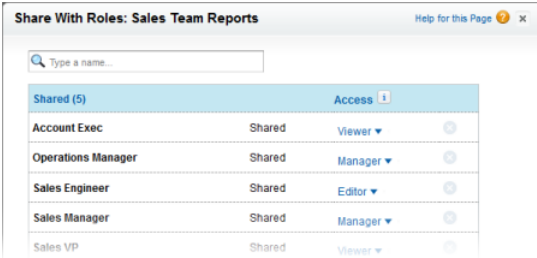 Share With Roles: Sales Team Reports Help for this Page ? x
Type a name...
Shared (5) Access i
Account Exec Shared Viewer
Operations Manager Shared Manager
Sales Engineer Shared Editor
Sales Manager Shared Manager
Sales VP Shared Viewer